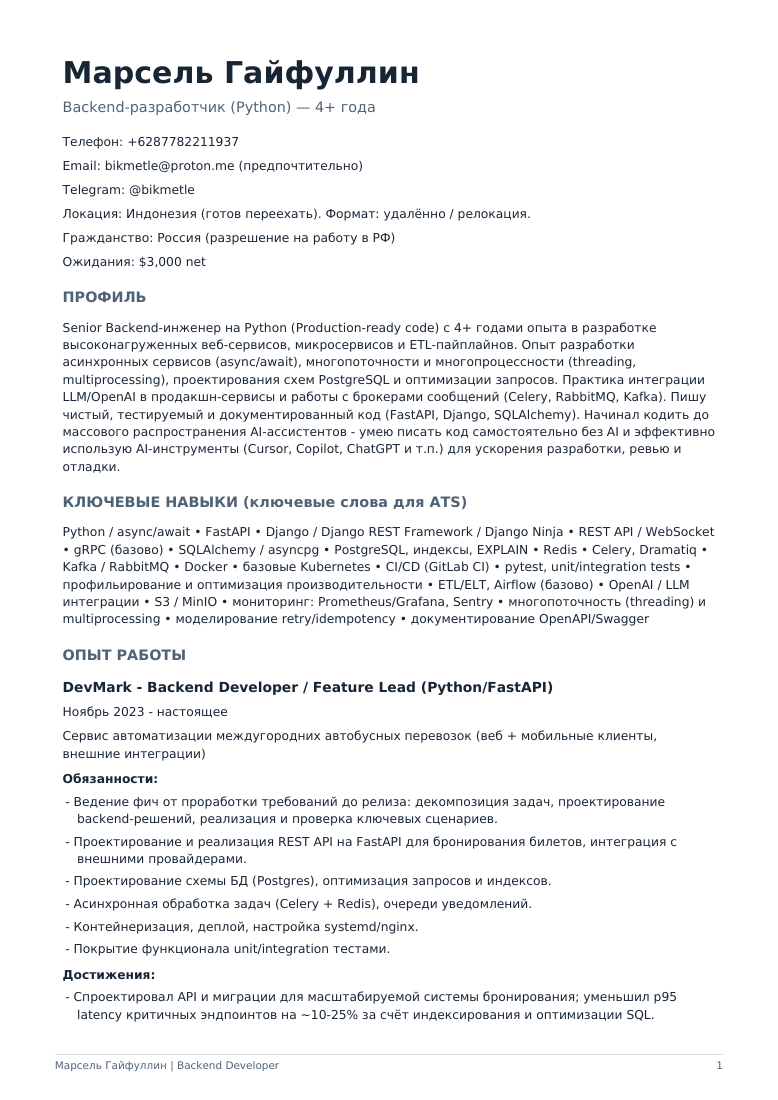 Марсель Гайфуллин
Backend-разработчик (Python) — 4+ года
Телефон: +6287782211937
Email: bikmetle@proton.me (предпочтительно)
Telegram: @bikmetle
Локация: Индонезия (готов переехать). Формат: удалённо / релокация.
Гражданство: Россия (разрешение на работу в РФ)
Ожидания: $3,000 net
ПРОФИЛЬ
Senior Backend-инженер на Python (Production-ready code) с 4+ годами опыта в разработке
высоконагруженных веб-сервисов, микросервисов и ETL-пайплайнов. Опыт разработки
асинхронных сервисов (async/await), многопоточности и многопроцессности (threading,
multiprocessing), проектирования схем PostgreSQL и оптимизации запросов. Практика интеграции
LLM/OpenAI в продакшн-сервисы и работы с брокерами сообщений (Celery, RabbitMQ, Kafka). Пишу
чистый, тестируемый и документированный код (FastAPI, Django, SQLAlchemy). Начинал кодить до
массового распространения AI-ассистентов - умею писать код самостоятельно без AI и эффективно
использую AI-инструменты (Cursor, Copilot, ChatGPT и т.п.) для ускорения разработки, ревью и
отладки.
КЛЮЧЕВЫЕ НАВЫКИ (ключевые слова для ATS)
Python / async/await • FastAPI • Django / Django REST Framework / Django Ninja • REST API / WebSocket
• gRPC (базово) • SQLAlchemy / asyncpg • PostgreSQL, индексы, EXPLAIN • Redis • Celery, Dramatiq •
Kafka / RabbitMQ • Docker • базовые Kubernetes • CI/CD (GitLab CI) • pytest, unit/integration tests •
профильирование и оптимизация производительности • ETL/ELT, Airflow (базово) • OpenAI / LLM
интеграции • S3 / MinIO • мониторинг: Prometheus/Grafana, Sentry • многопоточность (threading) и
multiprocessing • моделирование retry/idempotency • документирование OpenAPI/Swagger
ОПЫТ РАБОТЫ
DevMark - Backend Developer / Feature Lead (Python/FastAPI)
Ноябрь 2023 - настоящее
Сервис автоматизации междугородних автобусных перевозок (веб + мобильные клиенты,
внешние интеграции)
Обязанности:
- Ведение фич от проработки требований до релиза: декомпозиция задач, проектирование
backend-решений, реализация и проверка ключевых сценариев.
- Проектирование и реализация REST API на FastAPI для бронирования билетов, интеграция с
внешними провайдерами.
- Проектирование схемы БД (Postgres), оптимизация запросов и индексов.
- Асинхронная обработка задач (Celery + Redis), очереди уведомлений.
- Контейнеризация, деплой, настройка systemd/nginx.
- Покрытие функционала unit/integration тестами.
Достижения:
- Спроектировал API и миграции для масштабируемой системы бронирования; уменьшил p95
latency критичных эндпоинтов на ~10-25% за счёт индексирования и оптимизации SQL.
Марсель Гайфуллин | Backend Developer
1